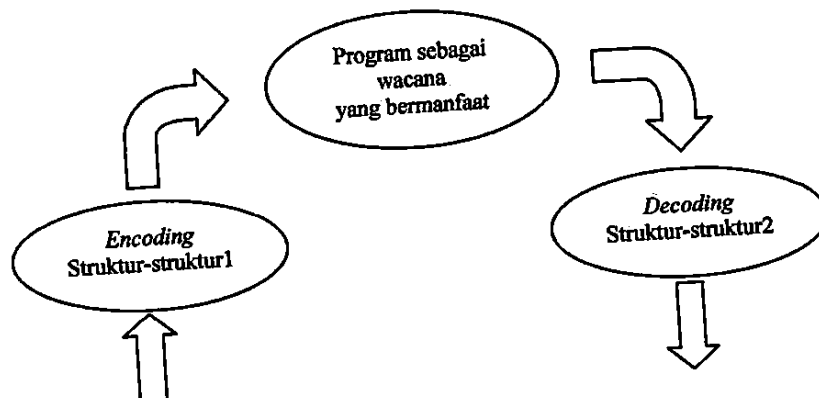 Program sebagai
wacana
yang bermanfaat
Encoding
Struktur-struktur1
Decoding
Struktur-struktur2